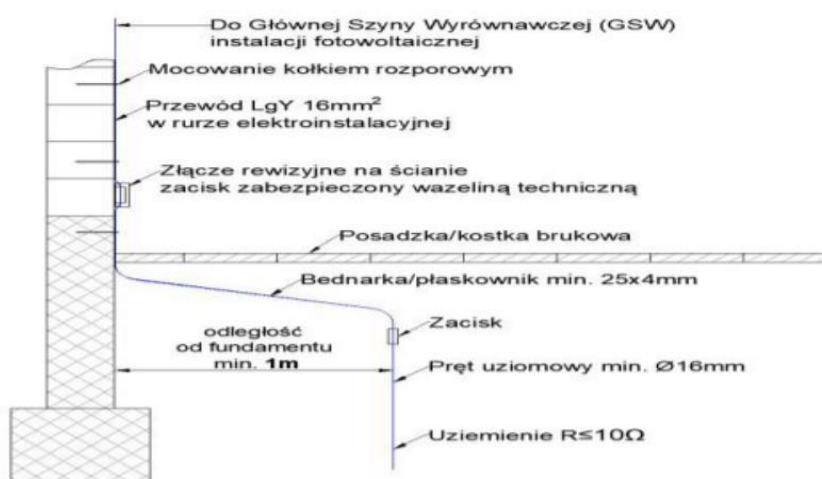 Do Głównej Szyny Wyrównawczej (GSW)
instalacji fotowoltaicznej
Mocowanie kołkiem rozporowym
Przewód LgY 16mm²
w rurze elektroinstalacyjnej
Złącze rewizyjne na ścianie
zacisk zabezpieczony wazeliną techniczną
Posadzka/kostka brukowa
Bednarka/płaskownik min. 25x4mm
odległość
od fundamentu
min. 1m
Zacisk
Pręt uziomowy min. Ø16mm
Uziemienie R≤10Ω